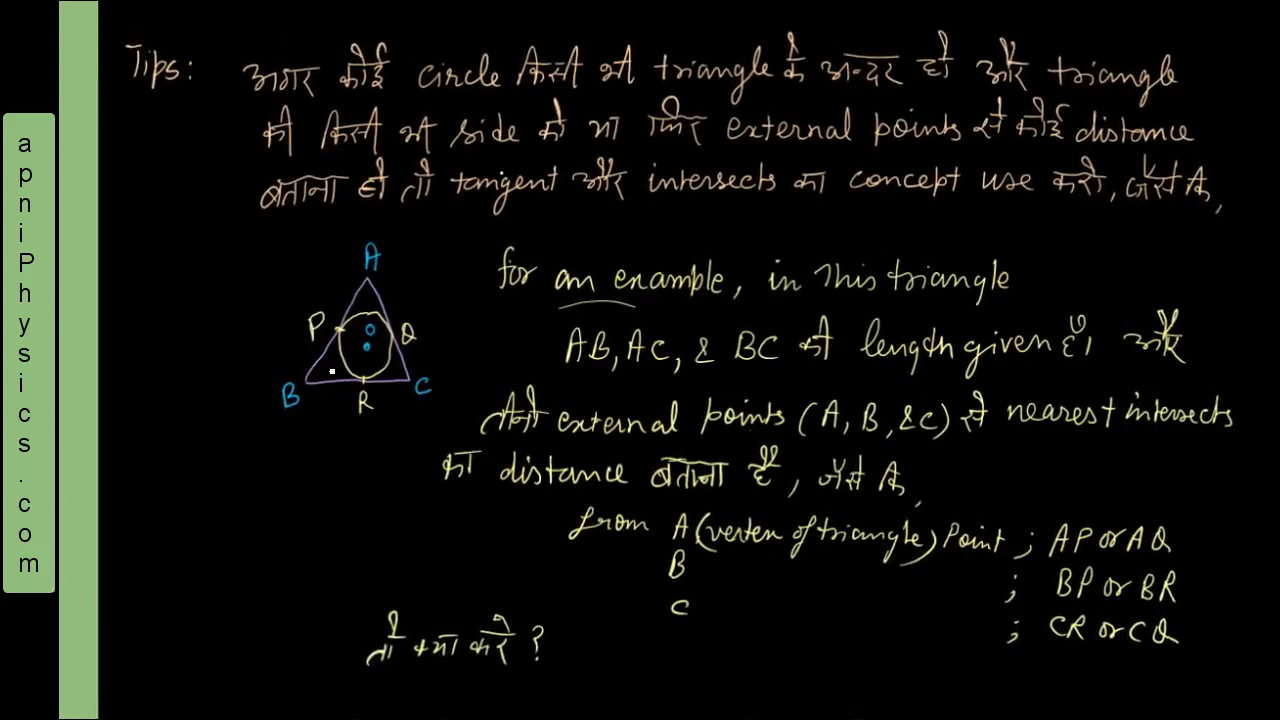 apniPhysics.com
Tips: अगर कोई circle किसी भी triangle के अन्दर हो और triangle
की किसी भी side को या फिर external points से कोई distance
बताना हो तो tangent और intersects का concept use करो, जैसे कि,
A
P Q
O
B R C
for an example, in this triangle
AB, AC, & BC की length given है। और
तीनो external points (A, B, & C) से nearest intersects
का distance बताना है, जैसे कि,
from A (vertex of triangle) Point ; AP or AQ
B ; BP or BR
C ; CR or CQ
तो क्या करे ?